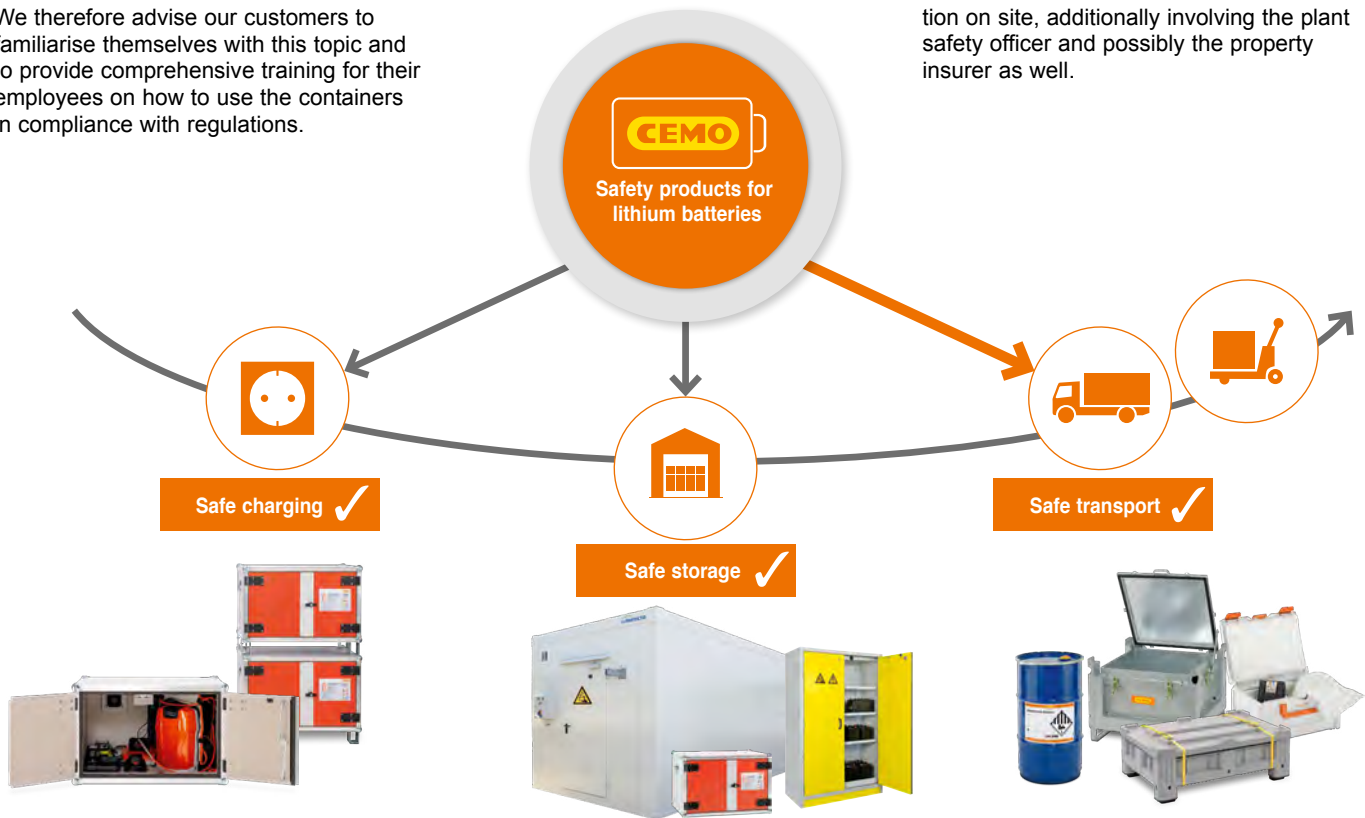 We therefore advise our customers to
familiarise themselves with this topic and
to provide comprehensive training for their
employees on how to use the containers
in compliance with regulations.
tion on site, additionally involving the plant
safety officer and possibly the property
insurer as well.
CEMO
Safety products for
lithium batteries
Safe charging
Safe storage
Safe transport